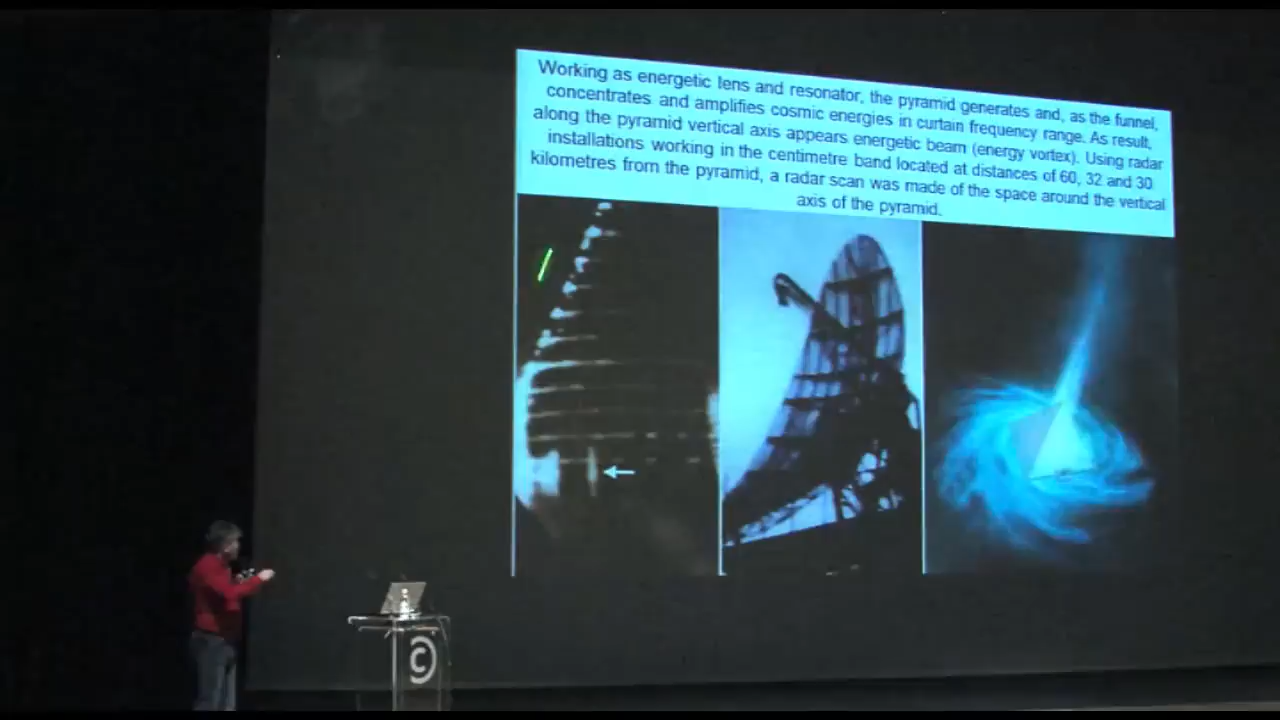 Working as energetic lens and resonator, the pyramid generates and, as the funnel,
concentrates and amplifies cosmic energies in curtain frequency range. As result,
along the pyramid vertical axis appears energetic beam (energy vortex). Using radar
installations working in the centimetre band located at distances of 60, 32 and 30
kilometres from the pyramid, a radar scan was made of the space around the vertical
axis of the pyramid.
©